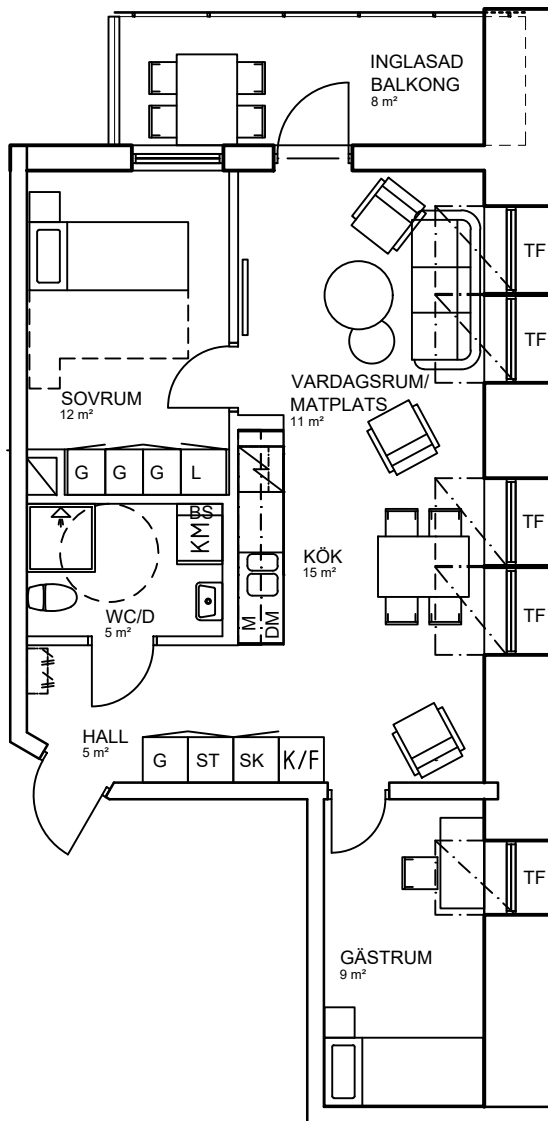 INGLASAD
BALKONG
8 m²
TF
TF
SOVRUM
12 m²
VARDAGSRUM/
MATPLATS
11 m²
G G G L
BS
KM
TF
KÖK
15 m²
WC/D
5 m²
M
DM
TF
HALL
5 m²
G ST SK K/F
TF
GÄSTRUM
9 m²